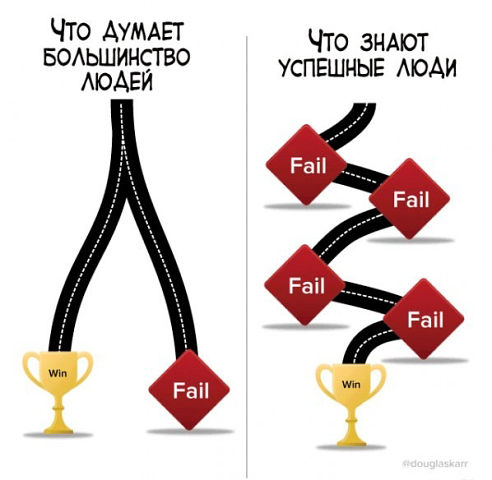 Что думает
большинство
людей
Win
Fail
Что знают
успешные люди
Fail
Fail
Fail
Fail
Win
@douglaskarr